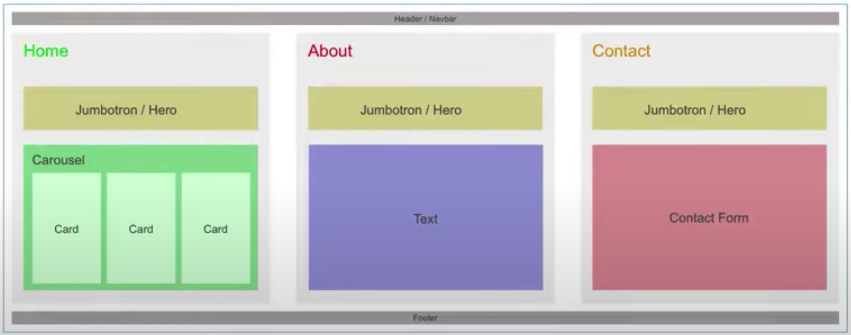 Header / Navbar
Home
About
Contact
Jumbotron / Hero
Jumbotron / Hero
Jumbotron / Hero
Carousel
Card
Card
Card
Text
Contact Form
Footer